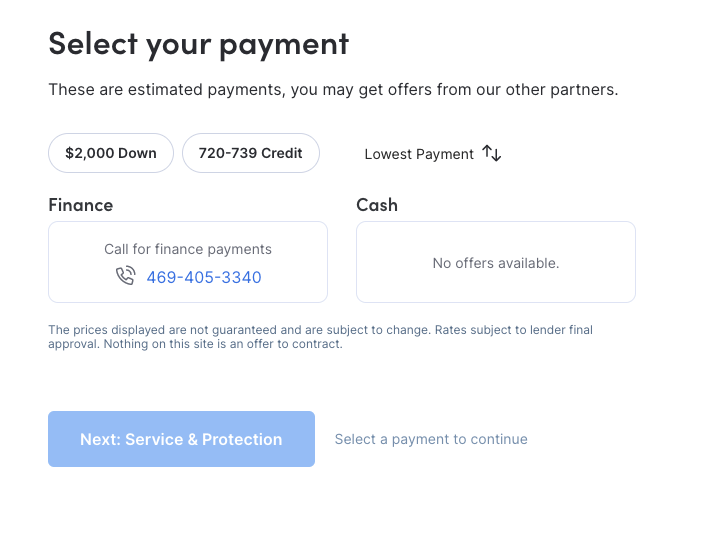 Select your payment
These are estimated payments, you may get offers from our other partners.
$2,000 Down
720-739 Credit
Lowest Payment
Finance
Cash
Call for finance payments
469-405-3340
No offers available.
The prices displayed are not guaranteed and are subject to change. Rates subject to lender final
approval. Nothing on this site is an offer to contract.
Next: Service & Protection
Select a payment to continue